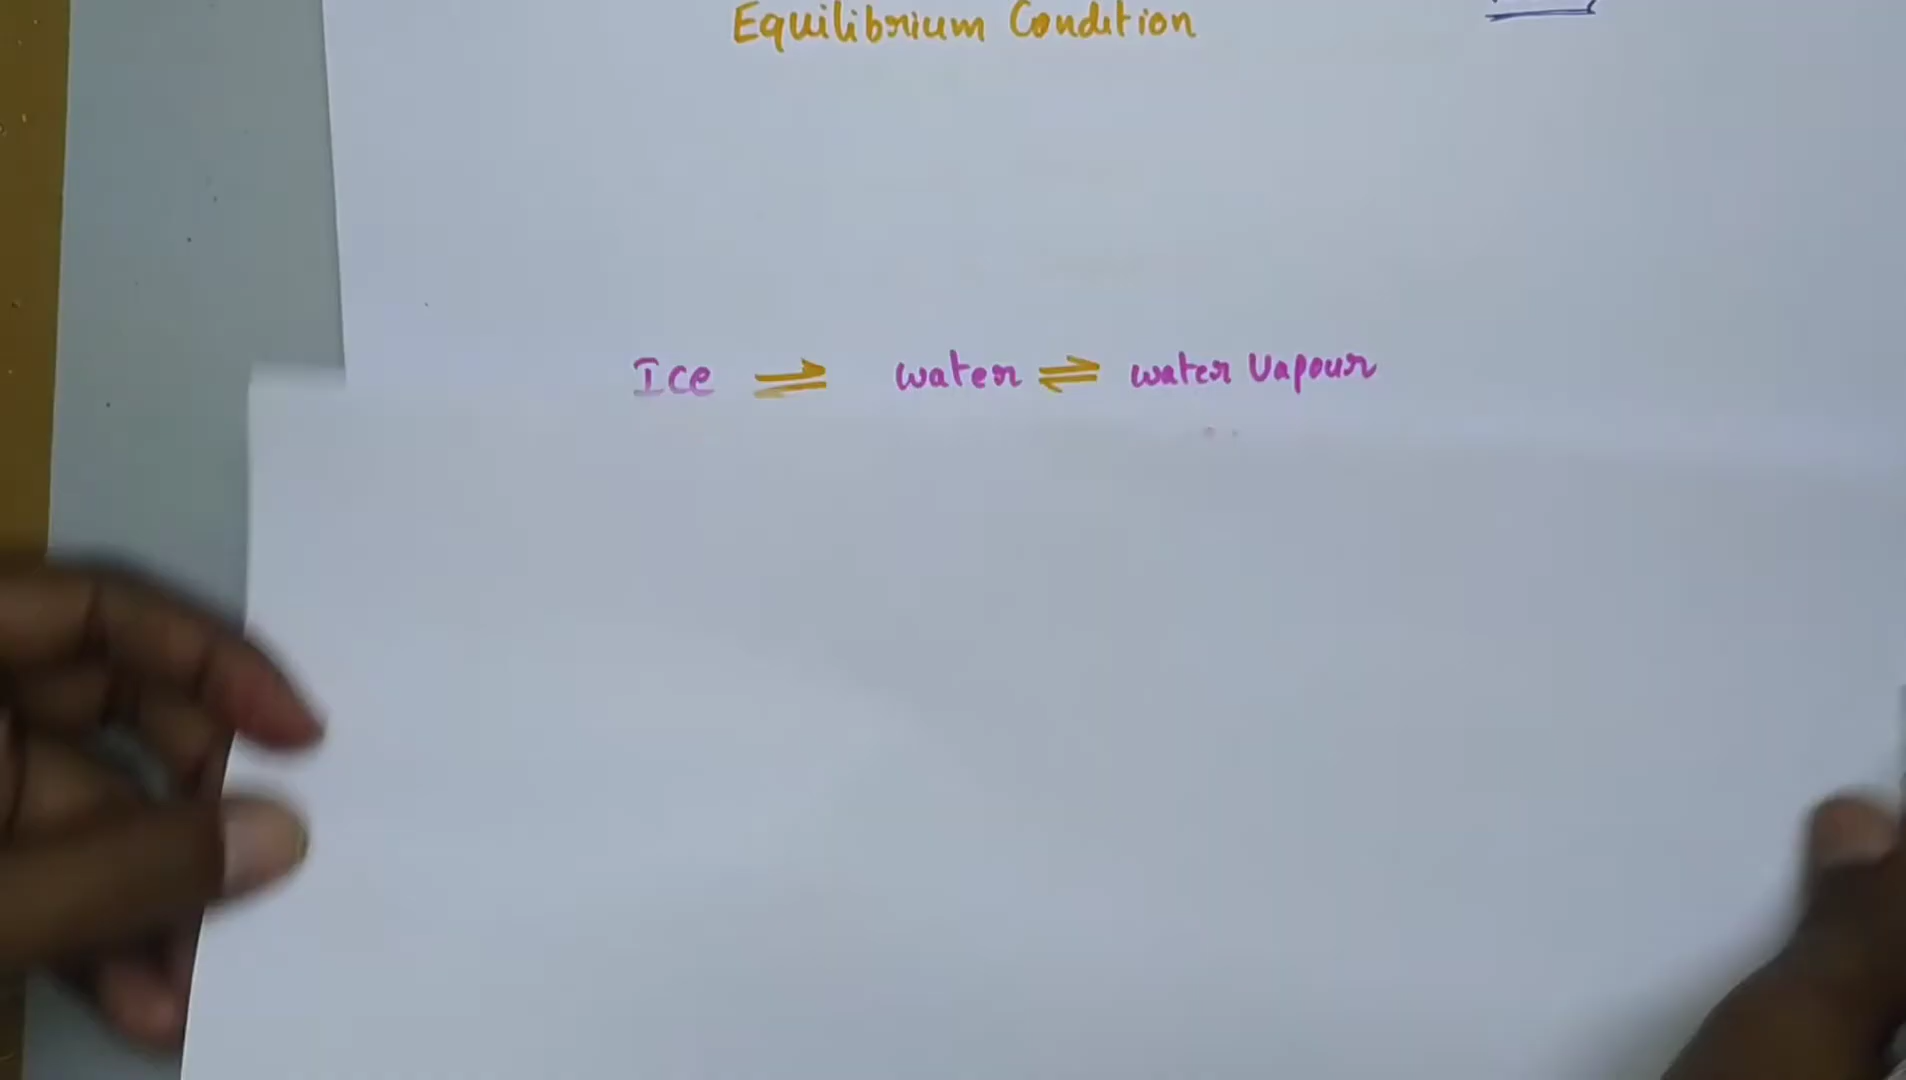 Equilibrium Condition
Ice ⇌ water ⇌ water vapour